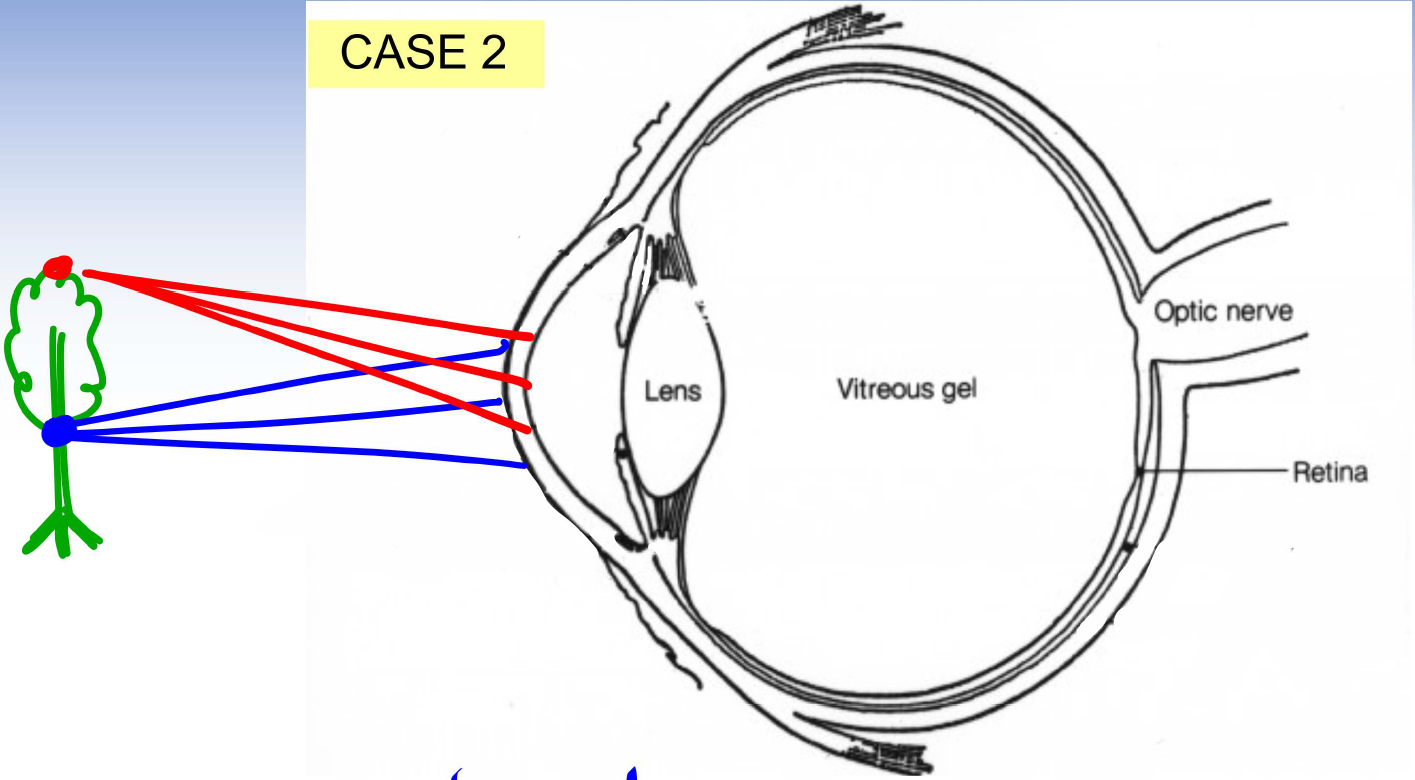 CASE 2
Optic nerve
Lens
Vitreous gel
Retina